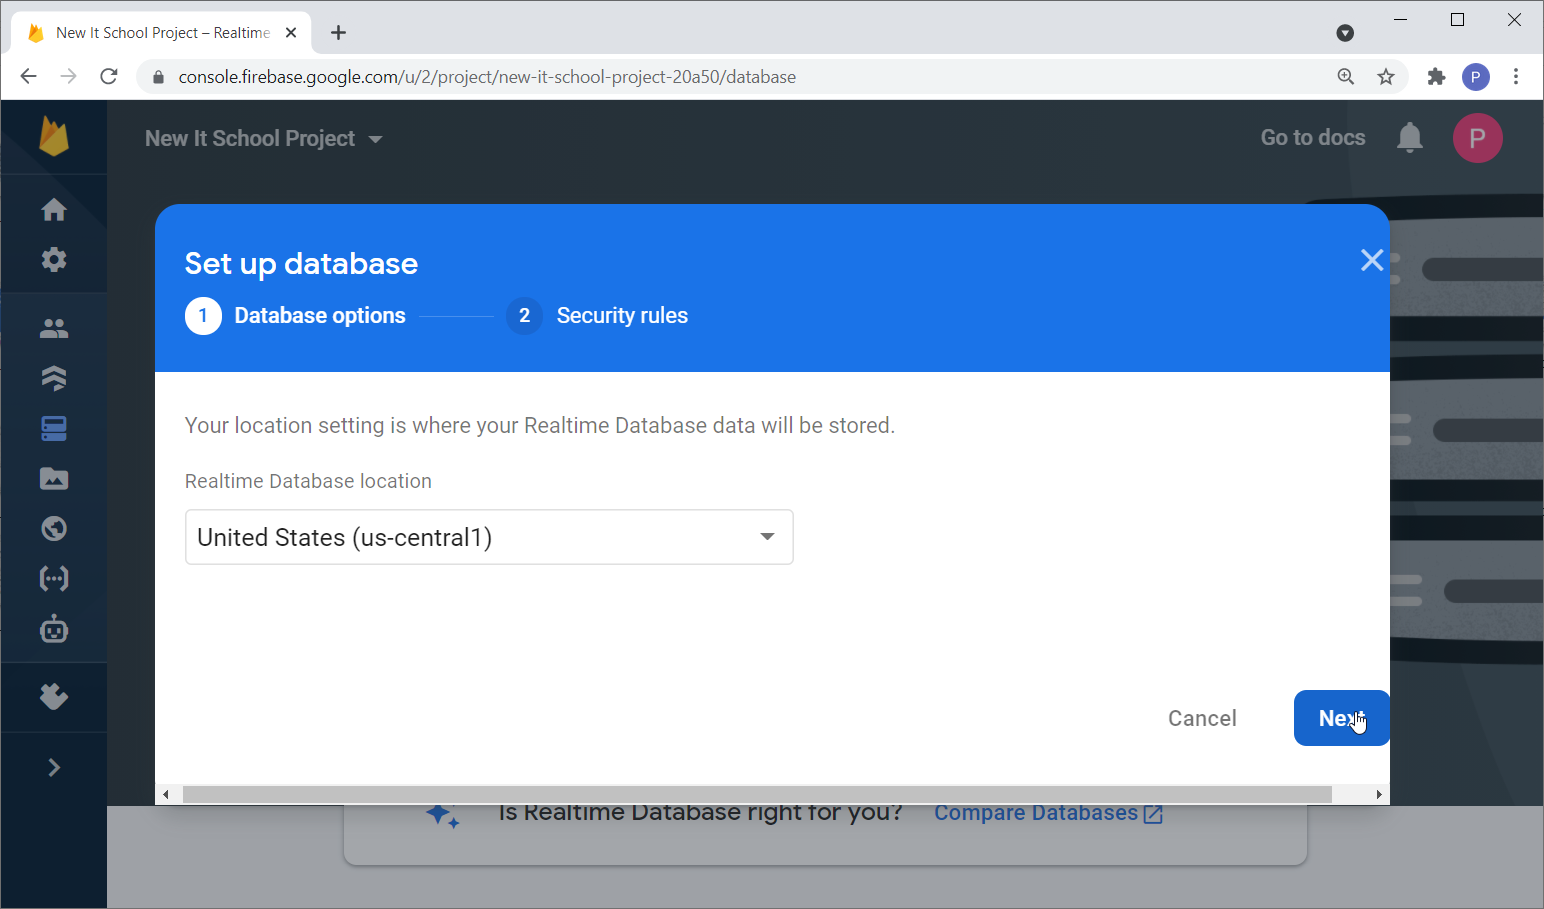 New It School Project – Realtime
console.firebase.google.com/u/2/project/new-it-school-project-20a50/database
P
New It School Project
Go to docs
P
Set up database
1 Database options
2 Security rules
Your location setting is where your Realtime Database data will be stored.
Realtime Database location
United States (us-central1)
Cancel
Next
Is Realtime Database right for you?
Compare Databases